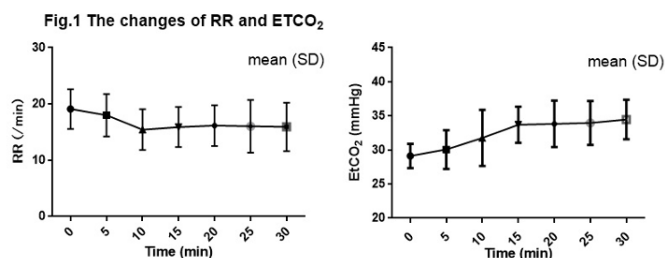 Fig.1 The changes of RR and ETCO₂
mean (SD)
RR (/min)
30
20
10
0
0 5 10 15 20 25 30
Time (min)
mean (SD)
EtCO₂ (mmHg)
45
40
35
30
25
20
0 5 10 15 20 25 30
Time (min)